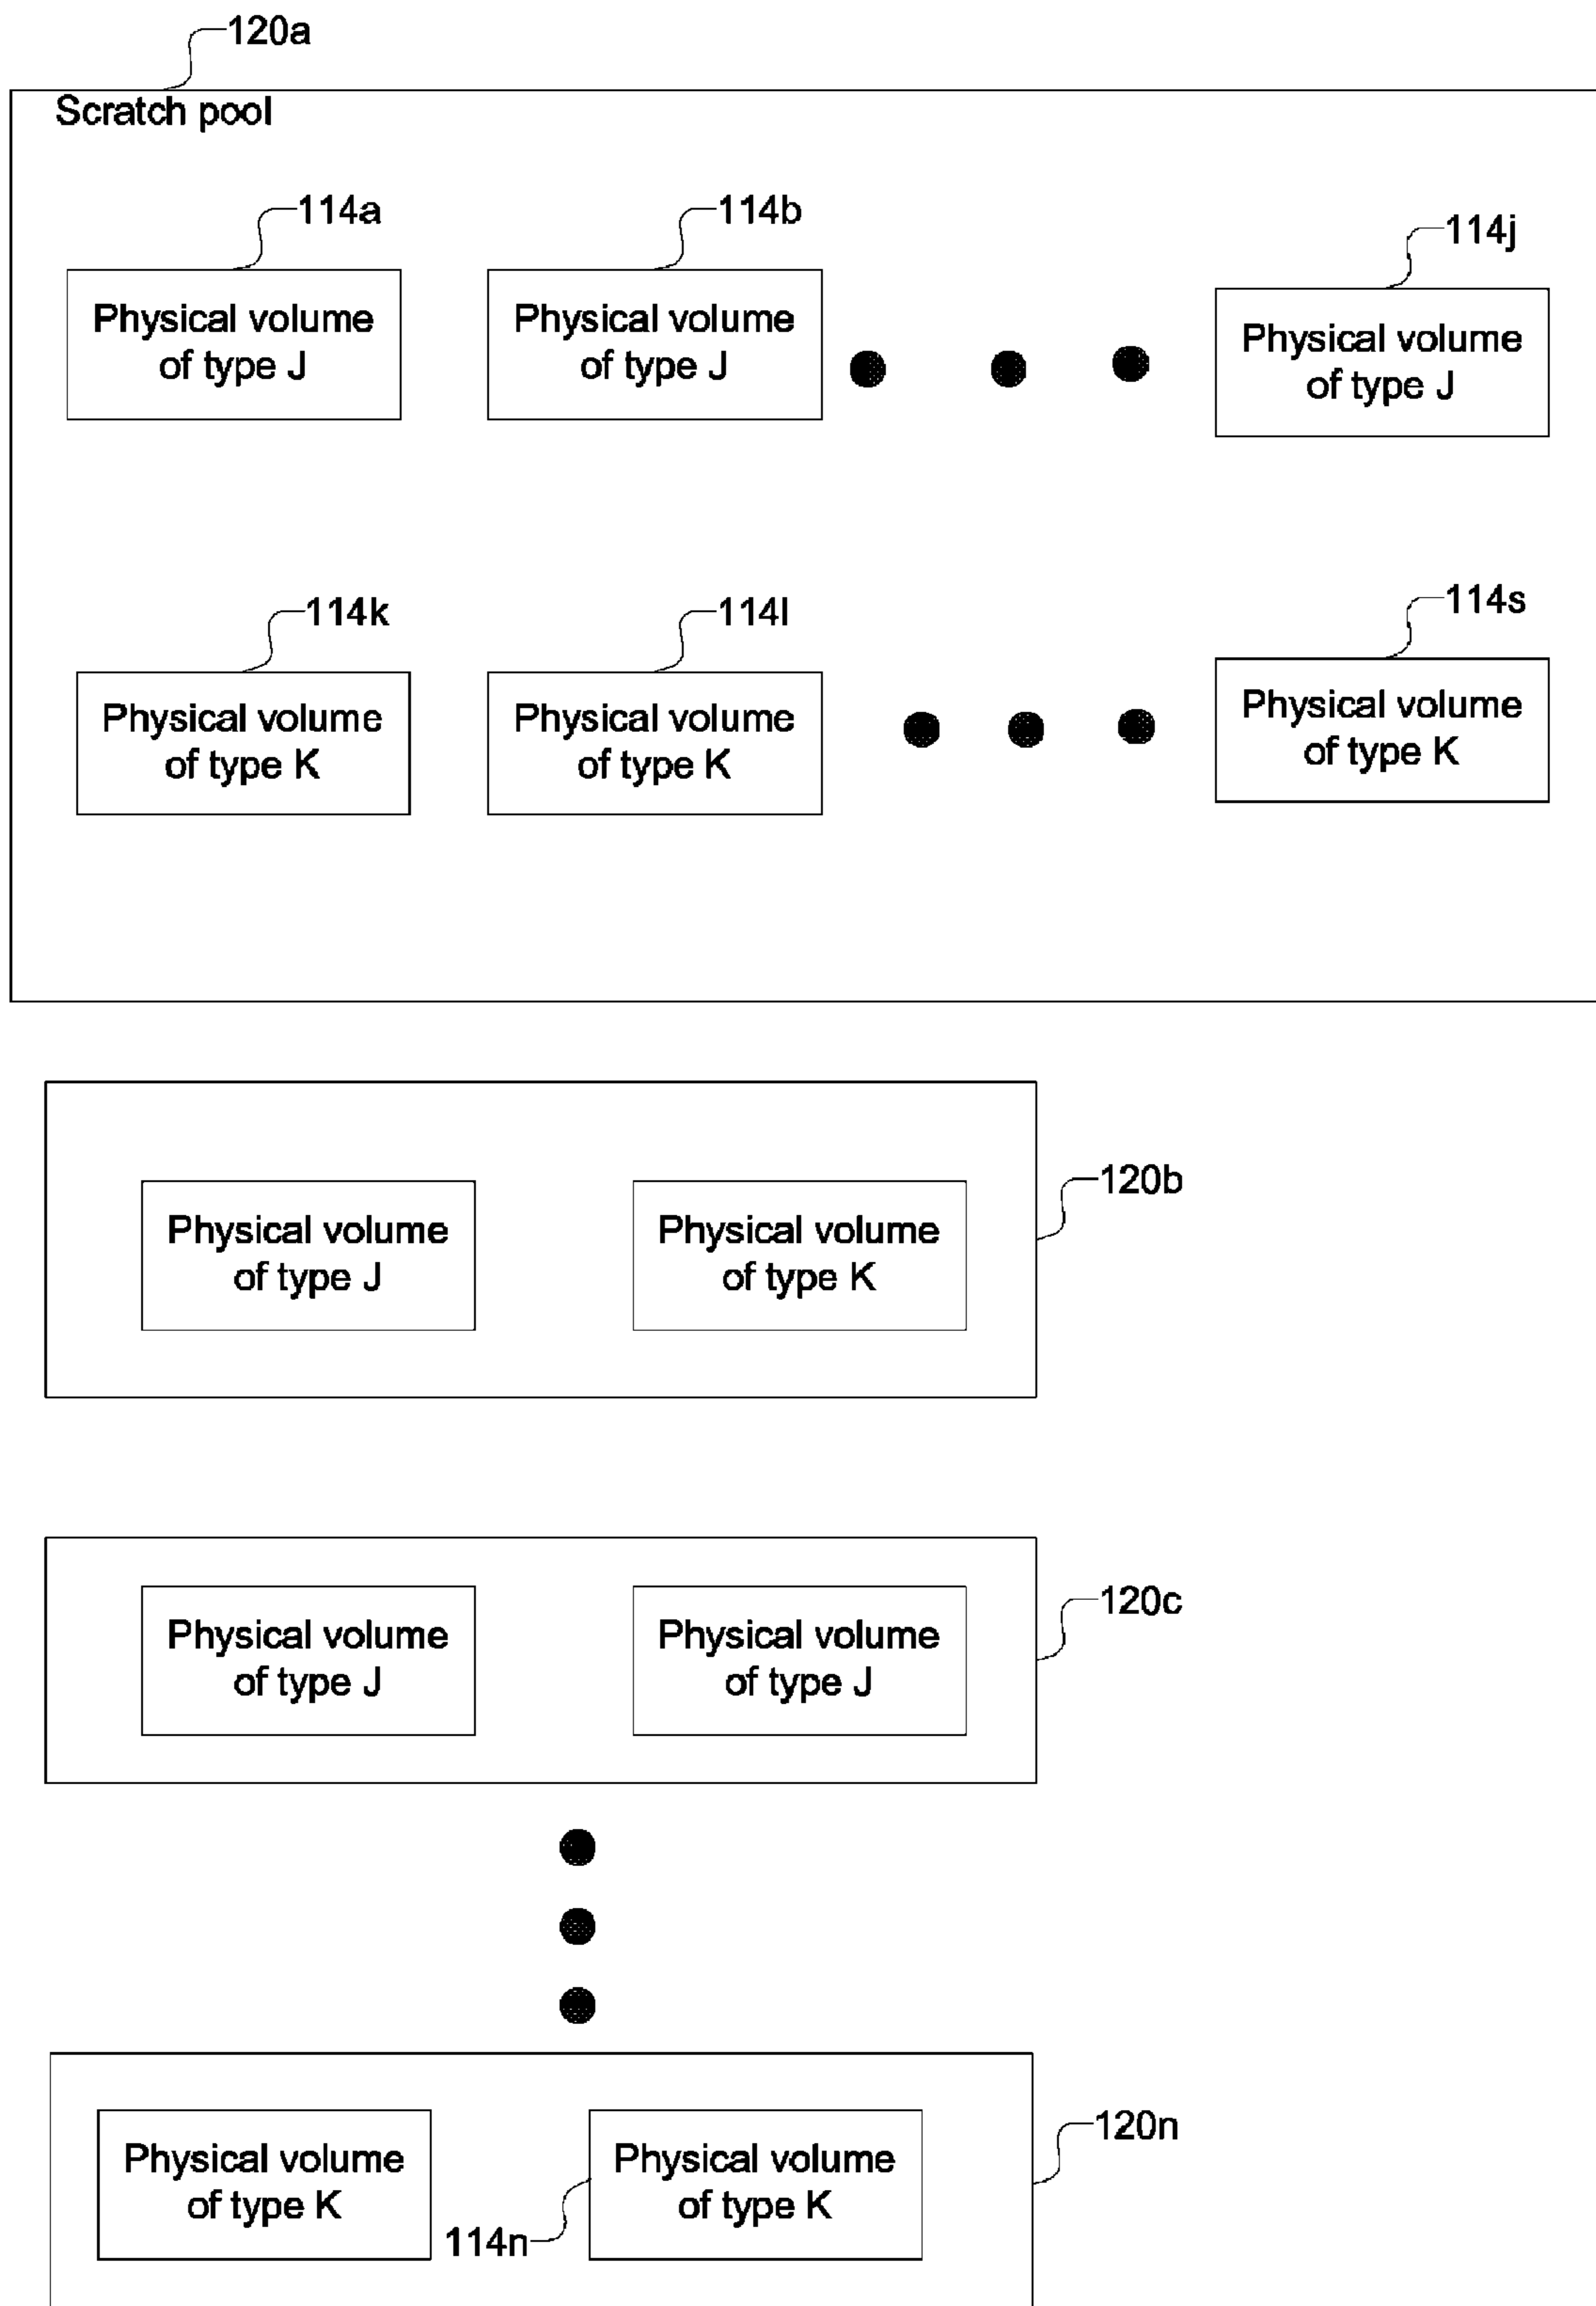 120a
Scratch pool
114a
114b
114j
Physical volume
of type J
Physical volume
of type J
Physical volume
of type J
114k
114l
114s
Physical volume
of type K
Physical volume
of type K
Physical volume
of type K
120b
Physical volume
of type J
Physical volume
of type K
120c
Physical volume
of type J
Physical volume
of type J
120n
Physical volume
of type K
Physical volume
of type K
114n